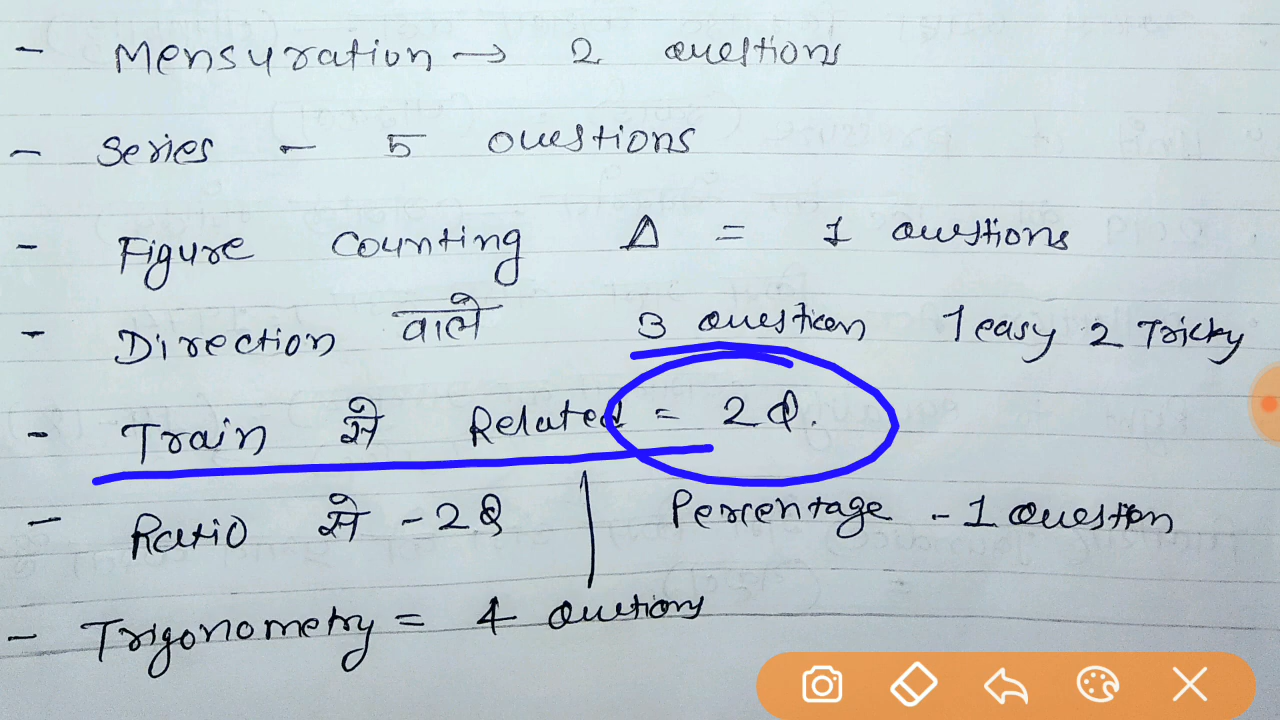 - Mensuration → 2 questions
- Series - 5 questions
- Figure Counting Δ = 1 questions
- Direction वाले 3 question 1 easy 2 Tricky
- Train से Related = 2Q.
- Ratio से - 2Q | Percentage - 1 question
- Trigonometry = 4 questions